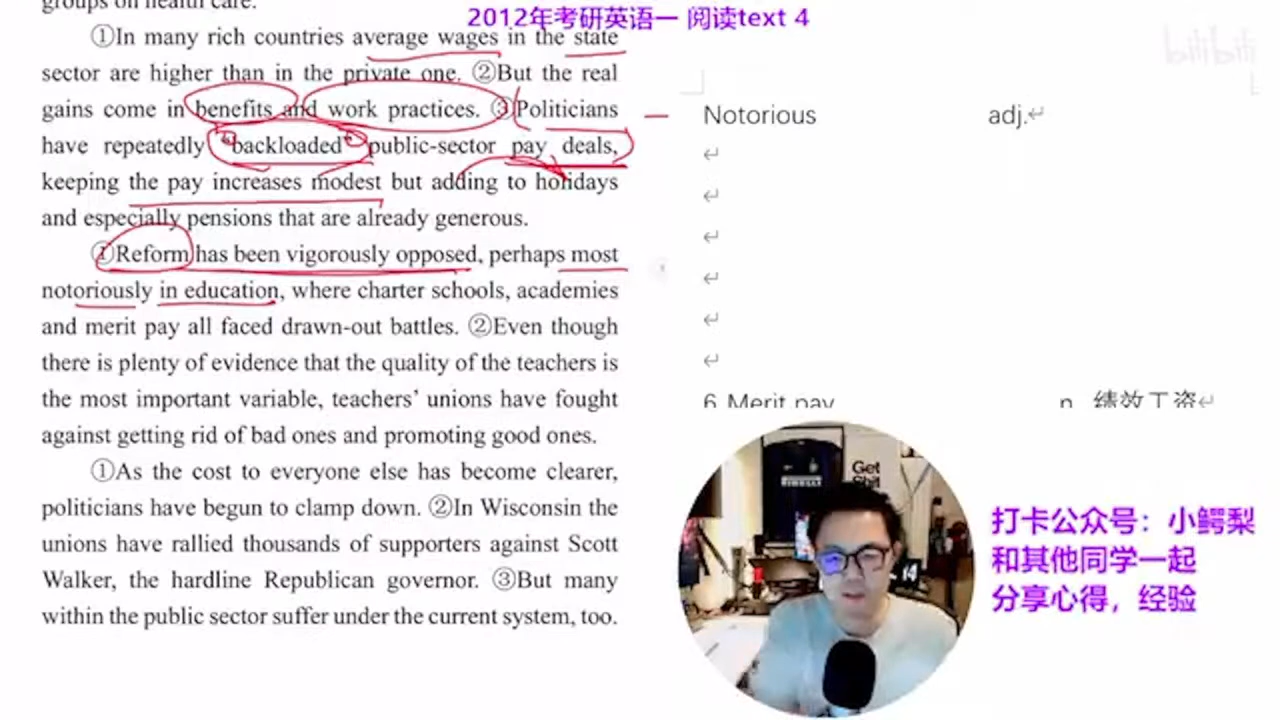 groups on health care.
2012年考研英语一 阅读text 4
bilibili
①In many rich countries average wages in the state
sector are higher than in the private one. ②But the real
gains come in benefits and work practices. ③Politicians
have repeatedly "backloaded" public-sector pay deals,
keeping the pay increases modest but adding to holidays
and especially pensions that are already generous.
①Reform has been vigorously opposed, perhaps most
notoriously in education, where charter schools, academies
and merit pay all faced drawn-out battles. ②Even though
there is plenty of evidence that the quality of the teachers is
the most important variable, teachers' unions have fought
against getting rid of bad ones and promoting good ones.
①As the cost to everyone else has become clearer,
politicians have begun to clamp down. ②In Wisconsin the
unions have rallied thousands of supporters against Scott
Walker, the hardline Republican governor. ③But many
within the public sector suffer under the current system, too.
Notorious adj.↵
↵
↵
↵
↵
↵
↵
6 Merit pay n. 绩效工资↵
Get
PIRELLI
14
打卡公众号：小鳄梨
和其他同学一起
分享心得，经验